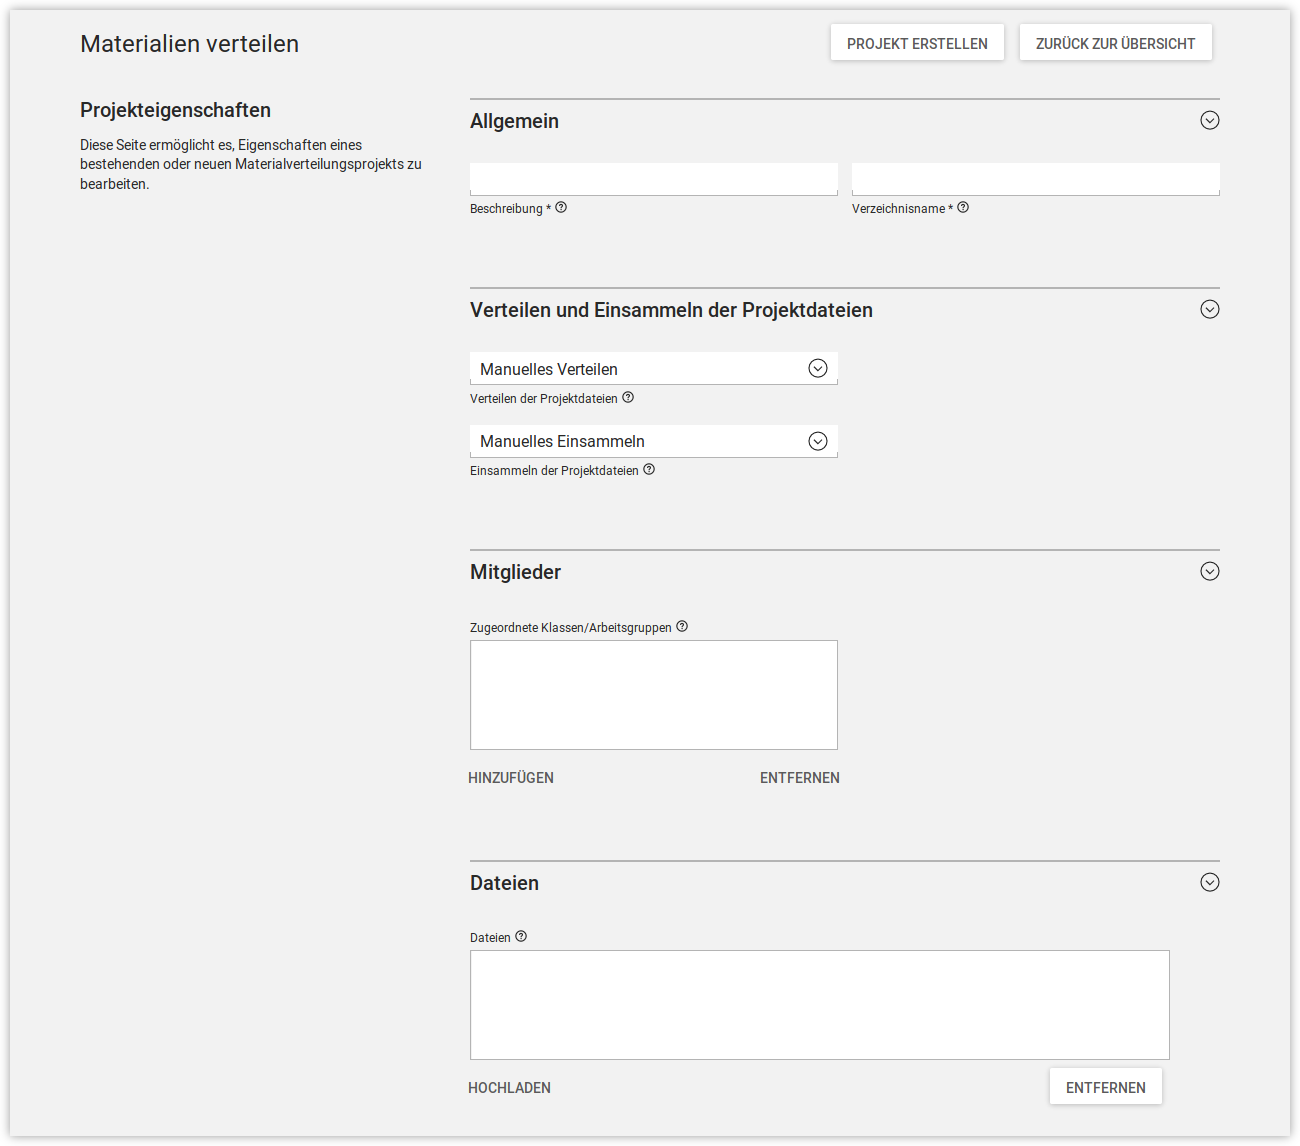 Materialien verteilen
PROJEKT ERSTELLEN
ZURÜCK ZUR ÜBERSICHT
Projekteigenschaften
Diese Seite ermöglicht es, Eigenschaften eines
bestehenden oder neuen Materialverteilungsprojekts zu
bearbeiten.
Allgemein
Beschreibung *
Verzeichnisname *
Verteilen und Einsammeln der Projektdateien
Manuelles Verteilen
Verteilen der Projektdateien
Manuelles Einsammeln
Einsammeln der Projektdateien
Mitglieder
Zugeordnete Klassen/Arbeitsgruppen
HINZUFÜGEN
ENTFERNEN
Dateien
Dateien
HOCHLADEN
ENTFERNEN